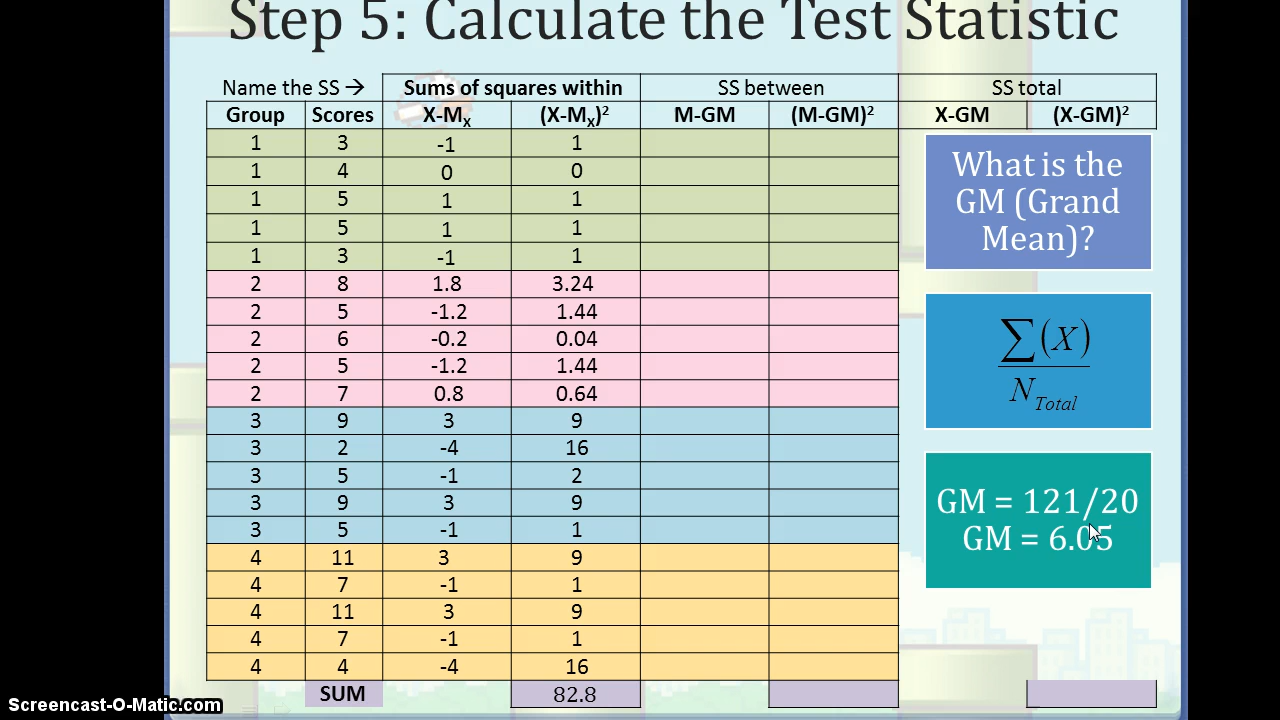 Step 5: Calculate the Test Statistic
Name the SS → Sums of squares within SS between SS total
Group Scores X-Mx (X-Mx)² M-GM (M-GM)² X-GM (X-GM)²
1 3 -1 1
1 4 0 0
1 5 1 1
1 5 1 1
1 3 -1 1
2 8 1.8 3.24
2 5 -1.2 1.44
2 6 -0.2 0.04
2 5 -1.2 1.44
2 7 0.8 0.64
3 9 3 9
3 2 -4 16
3 5 -1 2
3 9 3 9
3 5 -1 1
4 11 3 9
4 7 -1 1
4 11 3 9
4 7 -1 1
4 4 -4 16
SUM 82.8
What is the
GM (Grand
Mean)?
∑(X)
N Total
GM = 121/20
GM = 6.05
Screencast-O-Matic.com